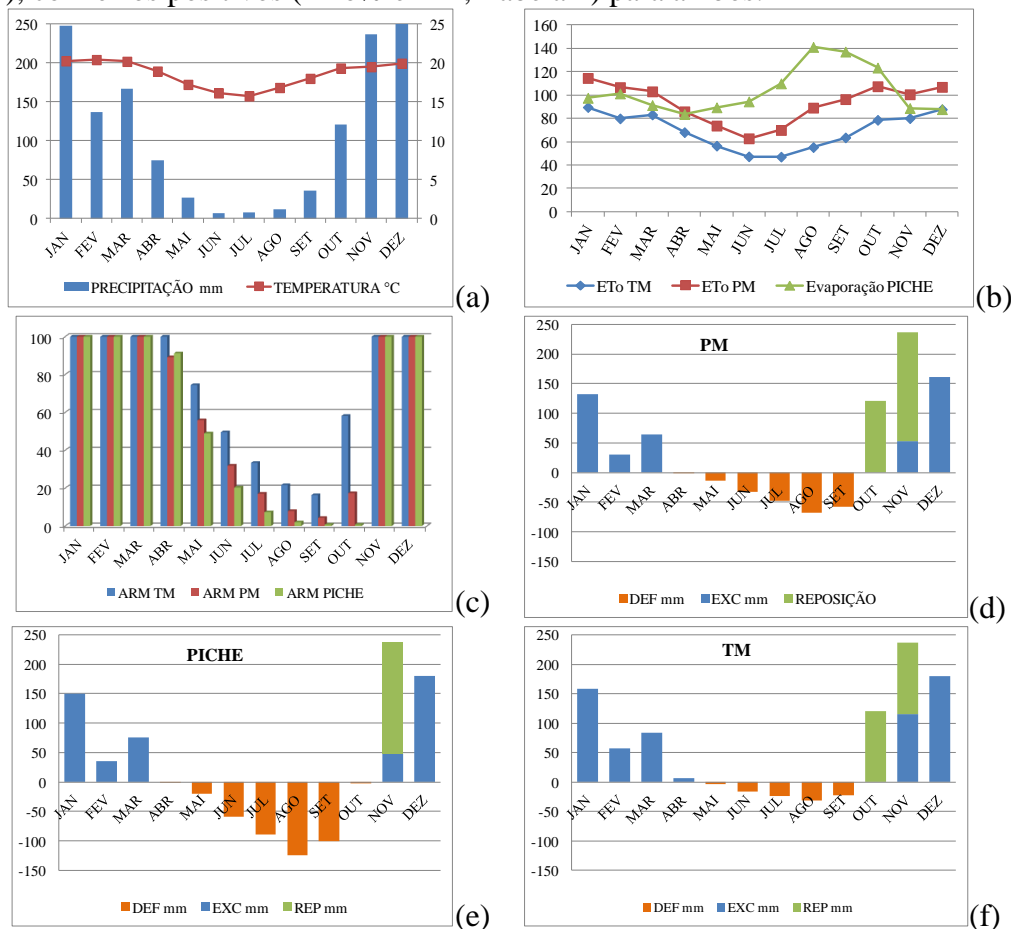 com erros positivos ( para ambos.
250 25
200 20
150 15
100 10
50 5
0 0
JAN FEV MAR ABR MAI JUN JUL AGO SET OUT NOV DEZ
PRECIPITAÇÃO mm TEMPERATURA °C
(a)
160
140
120
100
80
60
40
20
0
JAN FEV MAR ABR MAI JUN JUL AGO SET OUT NOV DEZ
ETo TM ETo PM Evaporação PICHE
(b)
100
80
60
40
20
0
JAN FEV MAR ABR MAI JUN JUL AGO SET OUT NOV DEZ
ARM TM ARM PM ARM PICHE
(c)
PM
250
200
150
100
50
0
-50
-100
-150
JAN FEV MAR ABR MAI JUN JUL AGO SET OUT NOV DEZ
DEF mm EXC mm REPOSIÇÃO
(d)
PICHE
250
200
150
100
50
0
-50
-100
-150
JAN FEV MAR ABR MAI JUN JUL AGO SET OUT NOV DEZ
DEF mm EXC mm REP mm
(e)
TM
250
200
150
100
50
0
-50
-100
-150
JAN FEV MAR ABR MAI JUN JUL AGO SET OUT NOV DEZ
DEF mm EXC mm REP mm
(f)